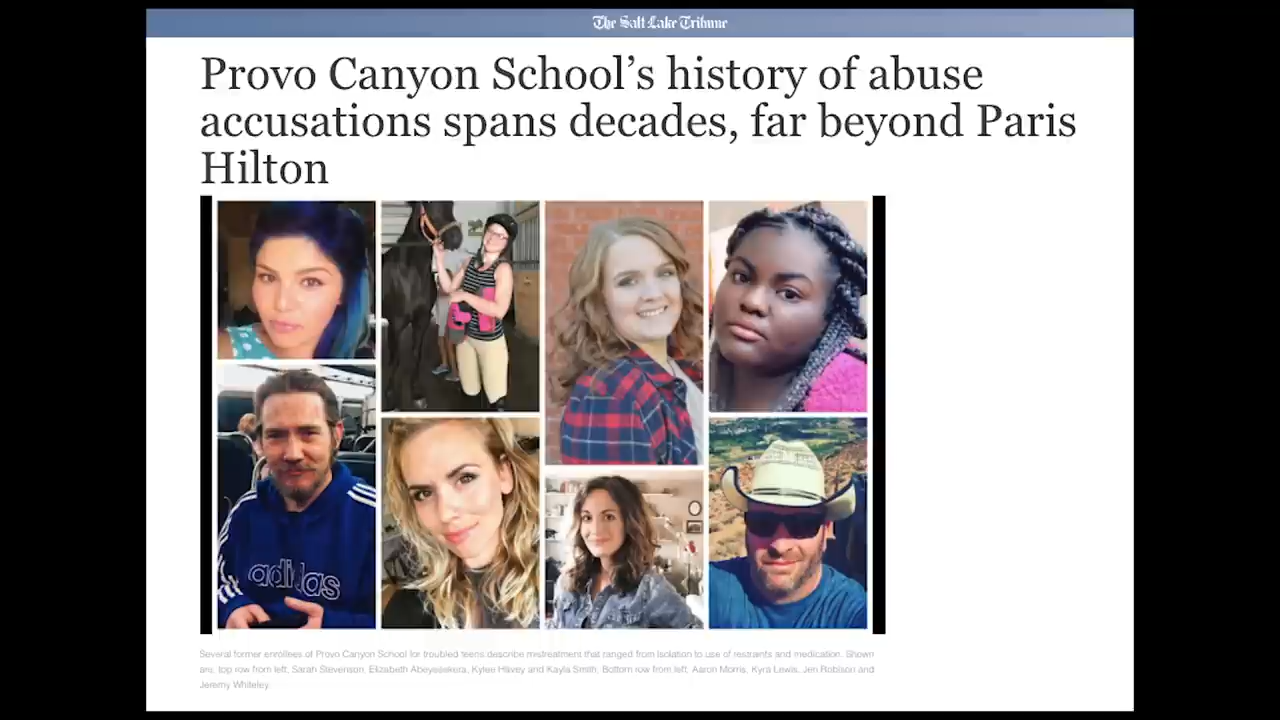 The Salt Lake Tribune
Provo Canyon School’s history of abuse
accusations spans decades, far beyond Paris
Hilton
adidas
Several former enrollees of Provo Canyon School for troubled teens describe mistreatment that ranged from isolation to use of restraints and medication. Shown
are, top row from left, Sarah Stevenson, Elizabeth Abeyesekera, Kylee Hilvey and Kayla Smith, Bottom row from left, Aaron Morris, Kyra Lewis, Jen Robison and
Jeremy Whiteley.